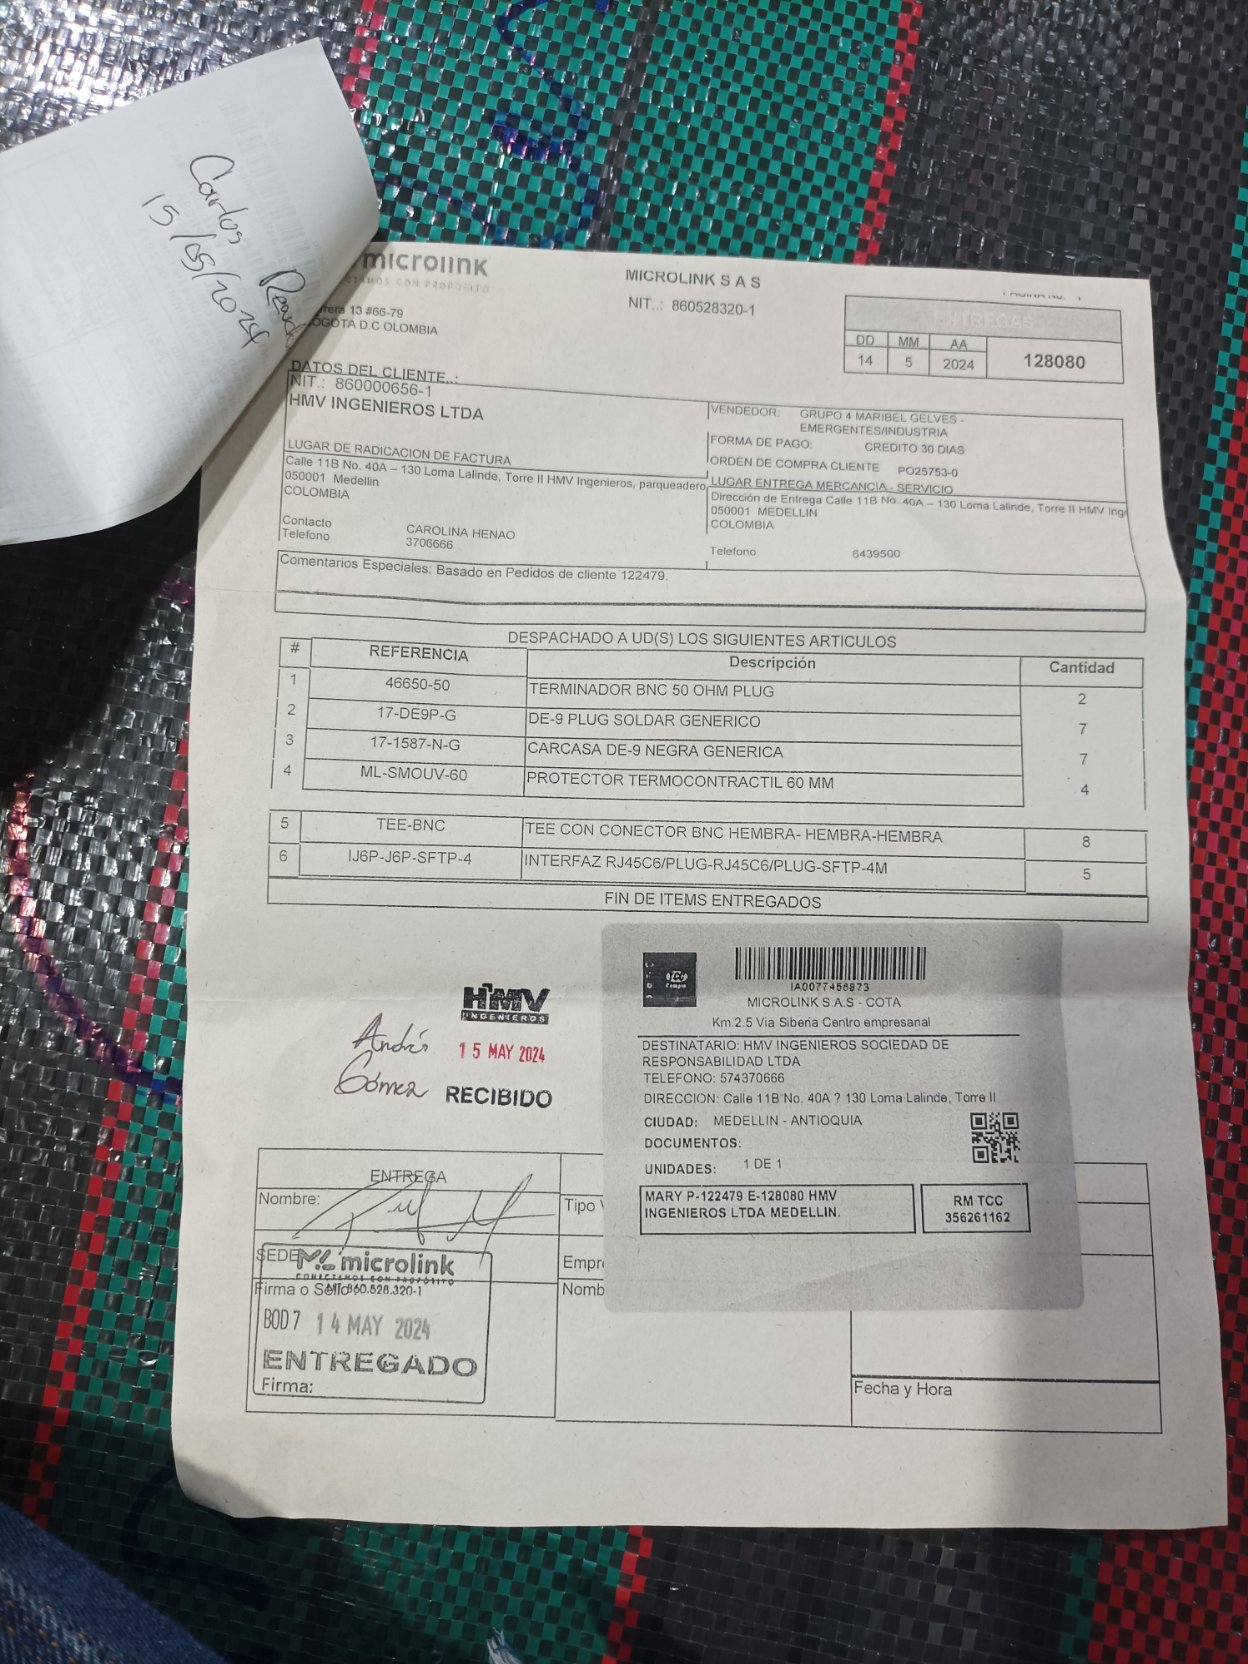 Carlos
15/05/2024
microlink
CONECTAMOS CON PROPÓSITO
MICROLINK S A S
NIT..: 860528320-1
#66-79
D.C OLOMBIA
ENTREGAS
DD MM AA
14 5 2024 128080
DATOS DEL CLIENTE..:
NIT.: 860000656-1
HMV INGENIEROS LTDA
VENDEDOR: GRUPO 4 MARIBEL GELVES -
EMERGENTES/INDUSTRIA
FORMA DE PAGO: CREDITO 30 DIAS
ORDEN DE COMPRA CLIENTE PO25753-0
LUGAR DE RADICACION DE FACTURA
Calle 11B No. 40A – 130 Loma Lalinde, Torre II HMV Ingenieros, parqueadero,
050001 Medellin
COLOMBIA
Contacto CAROLINA HENAO
Telefono 3706666
LUGAR ENTREGA MERCANCIA - SERVICIO
Dirección de Entrega Calle 11B No. 40A – 130 Loma Lalinde, Torre II HMV Ing
050001 MEDELLIN
COLOMBIA
Telefono 6439500
Comentarios Especiales: Basado en Pedidos de cliente 122479.
DESPACHADO A UD(S) LOS SIGUIENTES ARTICULOS
# REFERENCIA Descripción Cantidad
1 46650-50 TERMINADOR BNC 50 OHM PLUG 2
2 17-DE9P-G DE-9 PLUG SOLDAR GENERICO 7
3 17-1587-N-G CARCASA DE-9 NEGRA GENERICA 7
4 ML-SMOUV-60 PROTECTOR TERMOCONTRACTIL 60 MM 4
5 TEE-BNC TEE CON CONECTOR BNC HEMBRA- HEMBRA-HEMBRA 8
6 IJ6P-J6P-SFTP-4 INTERFAZ RJ45C6/PLUG-RJ45C6/PLUG-SFTP-4M 5
FIN DE ITEMS ENTREGADOS
HMV
INGENIEROS
Andrés
Gómez
15 MAY 2024
RECIBIDO
TCC
IA0077456873
MICROLINK S.A.S - COTA
Km.2.5 Via Siberia Centro empresarial
DESTINATARIO: HMV INGENIEROS SOCIEDAD DE
RESPONSABILIDAD LTDA
TELEFONO: 574370666
DIRECCION: Calle 11B No. 40A ? 130 Loma Lalinde, Torre II
CIUDAD: MEDELLIN - ANTIOQUIA
DOCUMENTOS:
UNIDADES: 1 DE 1
MARY P-122479 E-128080 HMV
INGENIEROS LTDA MEDELLIN.
RM TCC
356261162
ENTREGA
Nombre:
Tipo
SEDE
Empr
Firma o Sello
Nomb
microlink
CONECTAMOS CON PROPÓSITO
NIT 860.528.320-1
BOD 7 14 MAY 2024
ENTREGADO
Firma:
Fecha y Hora